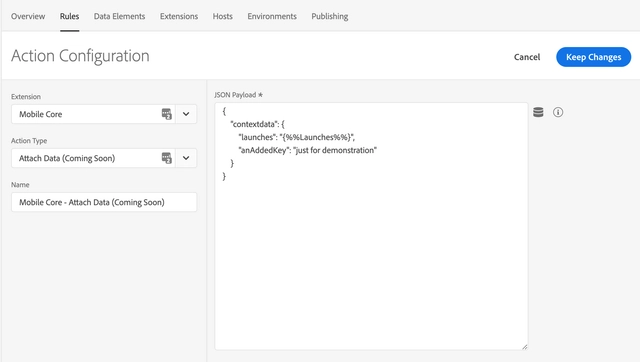 Overview Rules Data Elements Extensions Hosts Environments Publishing
Action Configuration
Cancel Keep Changes
Extension
Mobile Core
Action Type
Attach Data (Coming Soon)
Name
Mobile Core - Attach Data (Coming Soon)
JSON Payload *
{
"contextdata": {
"launches": "{%%Launches%%}",
"anAddedKey": "just for demonstration"
}
}